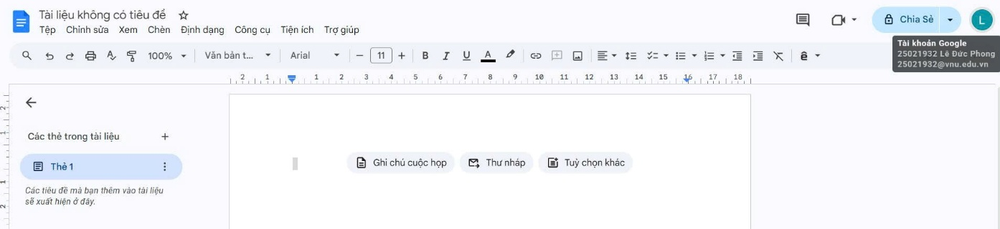 Tài liệu không có tiêu đề
Tệp Chỉnh sửa Xem Chèn Định dạng Công cụ Tiện ích Trợ giúp
Chia Sẻ
L
100% Văn bản t... Arial 11 B I U A
Tài khoản Google
25021932 Lê Đức Phong
25021932@vnu.edu.vn
2 1 1 2 3 4 5 6 7 8 9 10 11 12 13 14 15 16 17 18
2
1
1
2
Các thẻ trong tài liệu
Thẻ 1
Các tiêu đề mà bạn thêm vào tài liệu
sẽ xuất hiện ở đây.
Ghi chú cuộc họp Thư nháp Tuỳ chọn khác